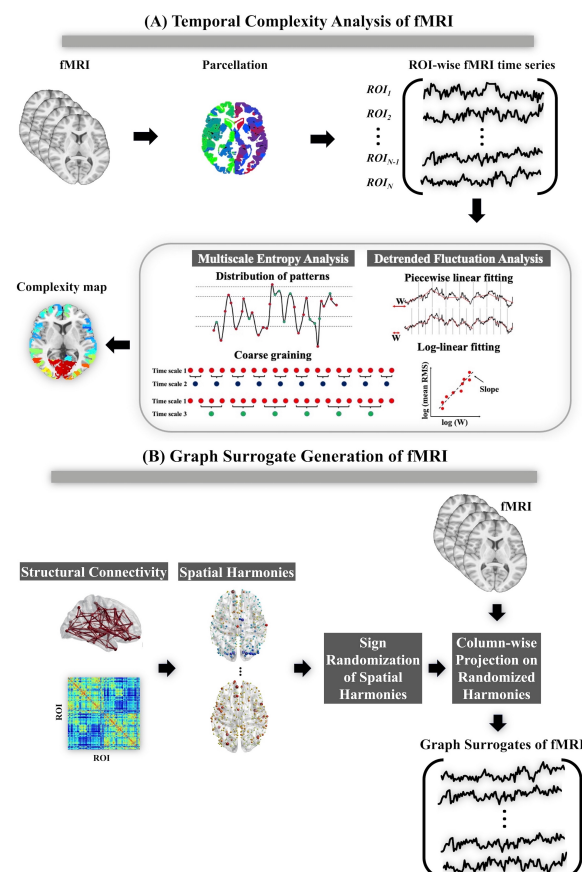 (A) Temporal Complexity Analysis of fMRI
fMRI
Parcellation
ROI-wise fMRI time series
ROI1
ROI2
ROIN-1
ROIN
Multiscale Entropy Analysis
Distribution of patterns
Coarse graining
Time scale 1
Time scale 2
Time scale 1
Time scale 3
Detrended Fluctuation Analysis
Piecewise linear fitting
W
W
Log-linear fitting
log (mean RMS)
Slope
log (W)
Complexity map
(B) Graph Surrogate Generation of fMRI
fMRI
Structural Connectivity
ROI
ROI
Spatial Harmonies
Sign
Randomization
of Spatial
Harmonies
Column-wise
Projection on
Randomized
Harmonies
Graph Surrogates of fMRI